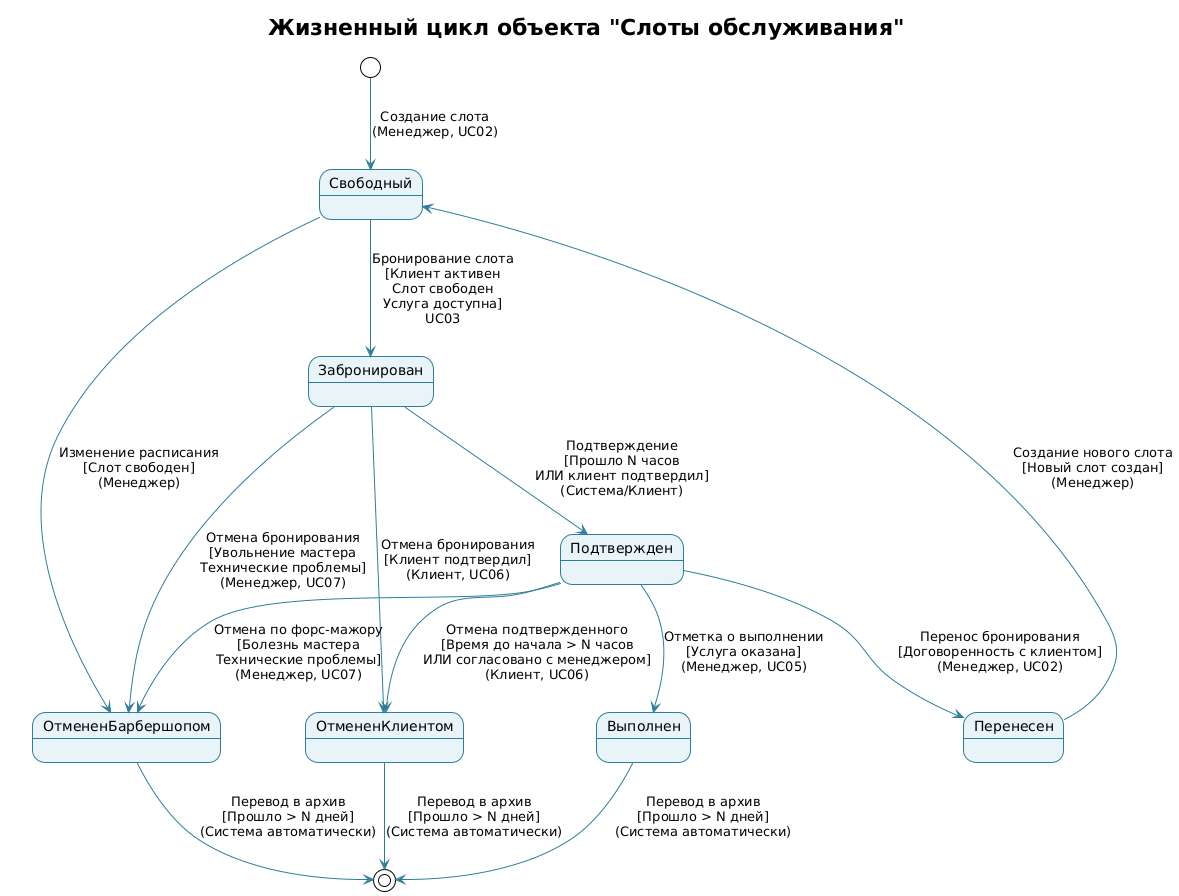 Жизненный цикл объекта "Слоты обслуживания"
Создание слота
(Менеджер, UC02)
Свободный
Бронирование слота
[Клиент активен
Слот свободен
Услуга доступна]
UC03
Забронирован
Изменение расписания
[Слот свободен]
(Менеджер)
Подтверждение
[Прошло N часов
ИЛИ клиент подтвердил]
(Система/Клиент)
Создание нового слота
[Новый слот создан]
(Менеджер)
Отмена бронирования
[Увольнение мастера
Технические проблемы]
(Менеджер, UC07)
Отмена бронирования
[Клиент подтвердил]
(Клиент, UC06)
Подтвержден
Отмена по форс-мажору
[Болезнь мастера
Технические проблемы]
(Менеджер, UC07)
Отмена подтвержденного
[Время до начала > N часов
ИЛИ согласовано с менеджером]
(Клиент, UC06)
Отметка о выполнении
[Услуга оказана]
(Менеджер, UC05)
Перенос бронирования
[Договоренность с клиентом]
(Менеджер, UC02)
ОтмененБарбершопом
ОтмененКлиентом
Выполнен
Перенесен
Перевод в архив
[Прошло > N дней]
(Система автоматически)
Перевод в архив
[Прошло > N дней]
(Система автоматически)
Перевод в архив
[Прошло > N дней]
(Система автоматически)